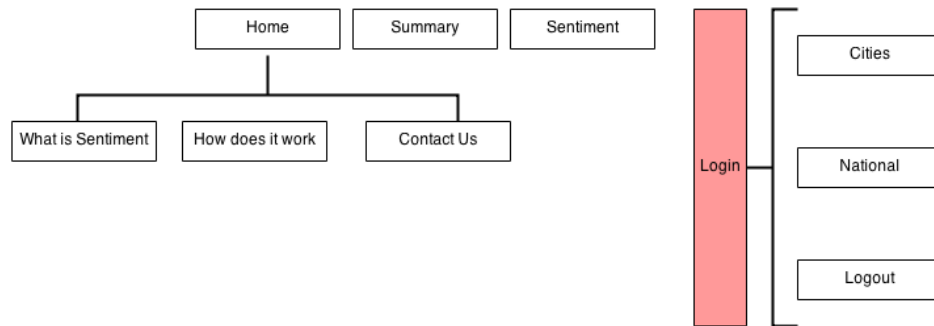 Home
Summary
Sentiment
What is Sentiment
How does it work
Contact Us
Login
Cities
National
Logout